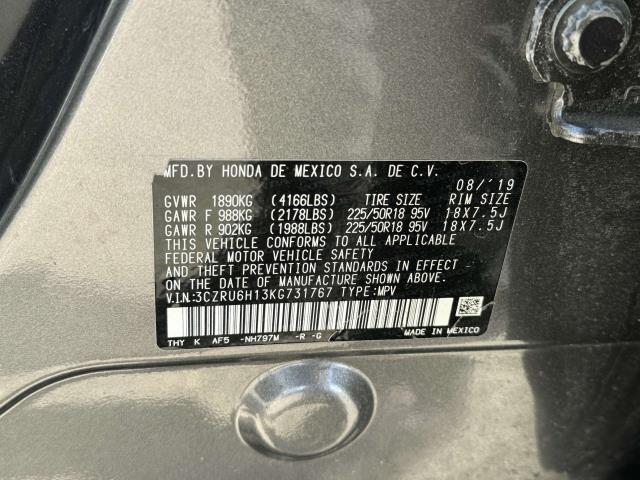 MFD.BY HONDA DE MEXICO S.A. DE C.V.
08/'19
GVWR 1890KG (4166LBS) TIRE SIZE RIM SIZE
GAWR F 988KG (2178LBS) 225/50R18 95V 18X7.5J
GAWR R 902KG (1988LBS) 225/50R18 95V 18X7.5J
THIS VEHICLE CONFORMS TO ALL APPLICABLE
FEDERAL MOTOR VEHICLE SAFETY
AND THEFT PREVENTION STANDARDS IN EFFECT
ON THE DATE OF MANUFACTURE SHOWN ABOVE.
V.I.N:3CZRU6H13KG731767 TYPE:MPV
THY K AF5 -NH797M -R -G MADE IN MEXICO